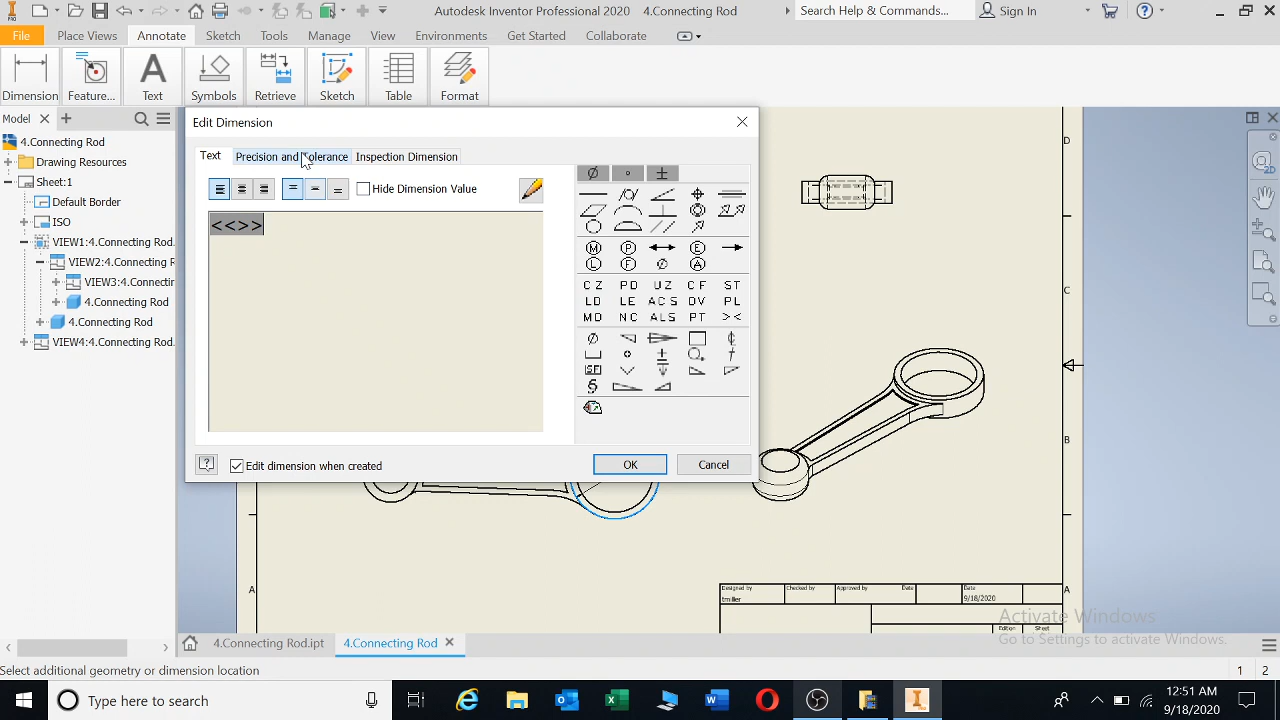 PRO
Autodesk Inventor Professional 2020 4.Connecting Rod
Search Help & Commands...
Sign In
File Place Views Annotate Sketch Tools Manage View Environments Get Started Collaborate
Dimension Feature... Text Symbols Retrieve Sketch Table Format
Model
4.Connecting Rod
Drawing Resources
Sheet:1
Default Border
ISO
VIEW1:4.Connecting Rod.
VIEW2:4.Connecting R
VIEW3:4.Connectir
4.Connecting Rod
4.Connecting Rod
VIEW4:4.Connecting Rod.
Edit Dimension
Text Precision and Tolerance Inspection Dimension
Hide Dimension Value
<<>>
M P E
L F A
CZ PD UZ CF ST
LD LE ACS DV PL
MD NC ALS PT ><
Edit dimension when created
OK Cancel
D
C
B
A A
Designed by Checked by Approved by Date Date
tmiller 9/18/2020
Edition Sheet
Activate Windows
Go to Settings to activate Windows.
4.Connecting Rod.ipt 4.Connecting Rod
Select additional geometry or dimension location 1 2
Type here to search
12:51 AM
9/18/2020